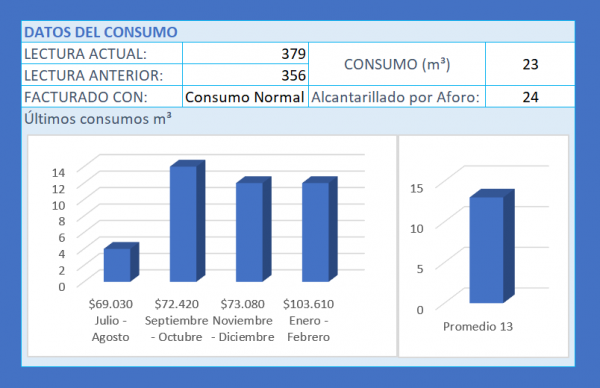 DATOS DEL CONSUMO
LECTURA ACTUAL: 379
LECTURA ANTERIOR: 356
CONSUMO (m³) 23
FACTURADO CON: Consumo Normal Alcantarillado por Aforo: 24
Últimos consumos m³
14
12
10
8
6
4
2
0
$69.030 $72.420 $73.080 $103.610
Julio - Septiembre Noviembre Enero -
Agosto - Octubre - Diciembre Febrero
15
10
5
0
Promedio 13